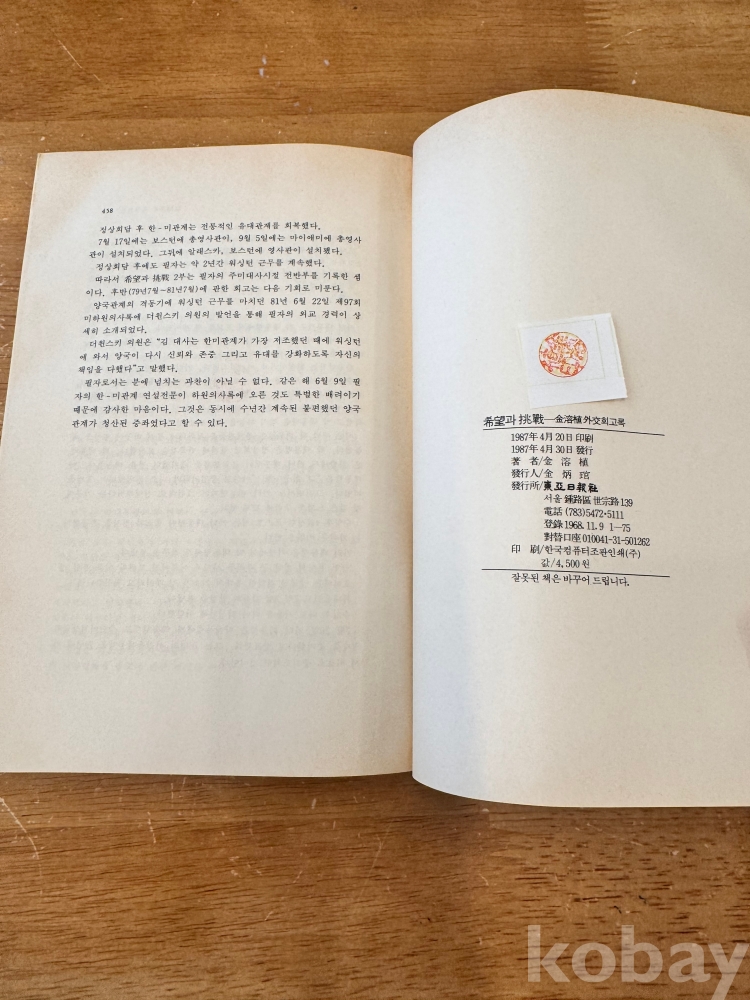 438
정상회담 후 한-미관계는 전통적인 유대관계를 회복했다.
7월 17일에는 보스턴에 총영사관이, 9월 5일에는 마이애미에 총영사
관이 설치되었다. 그뒤에 알래스카, 보스턴에 영사관이 설치됐다.
정상회담 후에도 필자는 약 2년간 워싱턴 근무를 계속했다.
따라서 希望과 挑戰 2부는 필자의 주미대사시절 전반부를 기록한 셈
이다. 후반(79년7월~81년7월)에 관한 회고는 다음 기회로 미룬다.
양국관계의 격동기에 워싱턴 근무를 마치던 81년 6월 22일 제97회
미하원의사록에 더윈스키 의원의 발언을 통해 필자의 외교 경력이 상
세히 소개되었다.
더윈스키 의원은 "김 대사는 한미관계가 가장 저조했던 때에 워싱턴
에 와서 양국이 다시 신뢰와 존중 그리고 유대를 강화하도록 자신의
책임을 다했다"고 말했다.
필자로서는 분에 넘치는 과찬이 아닐 수 없다. 같은 해 6월 9일 필
자의 한-미관계 연설전문이 하원의사록에 오른 것도 특별한 배려이기
때문에 감사한 마음이다. 그것은 동시에 수년간 계속된 불편했던 양국
관계가 청산된 증좌였다고 할 수 있다.
希望과 挑戰—金溶植 外交회고록
1987年 4月 20日 印刷
1987年 4月 30日 發行
著 者/金 溶 植
發行人/金 炳 琯
發行所/東亞日報社
서울 鍾路區 世宗路 139
電話 (783)5472·5111
登錄 1968. 11. 9 1—75
對替口座 010041-31-501262
印 刷/한국컴퓨터조판인쇄(주)
값/4,500원
잘못된 책은 바꾸어 드립니다.
kobay